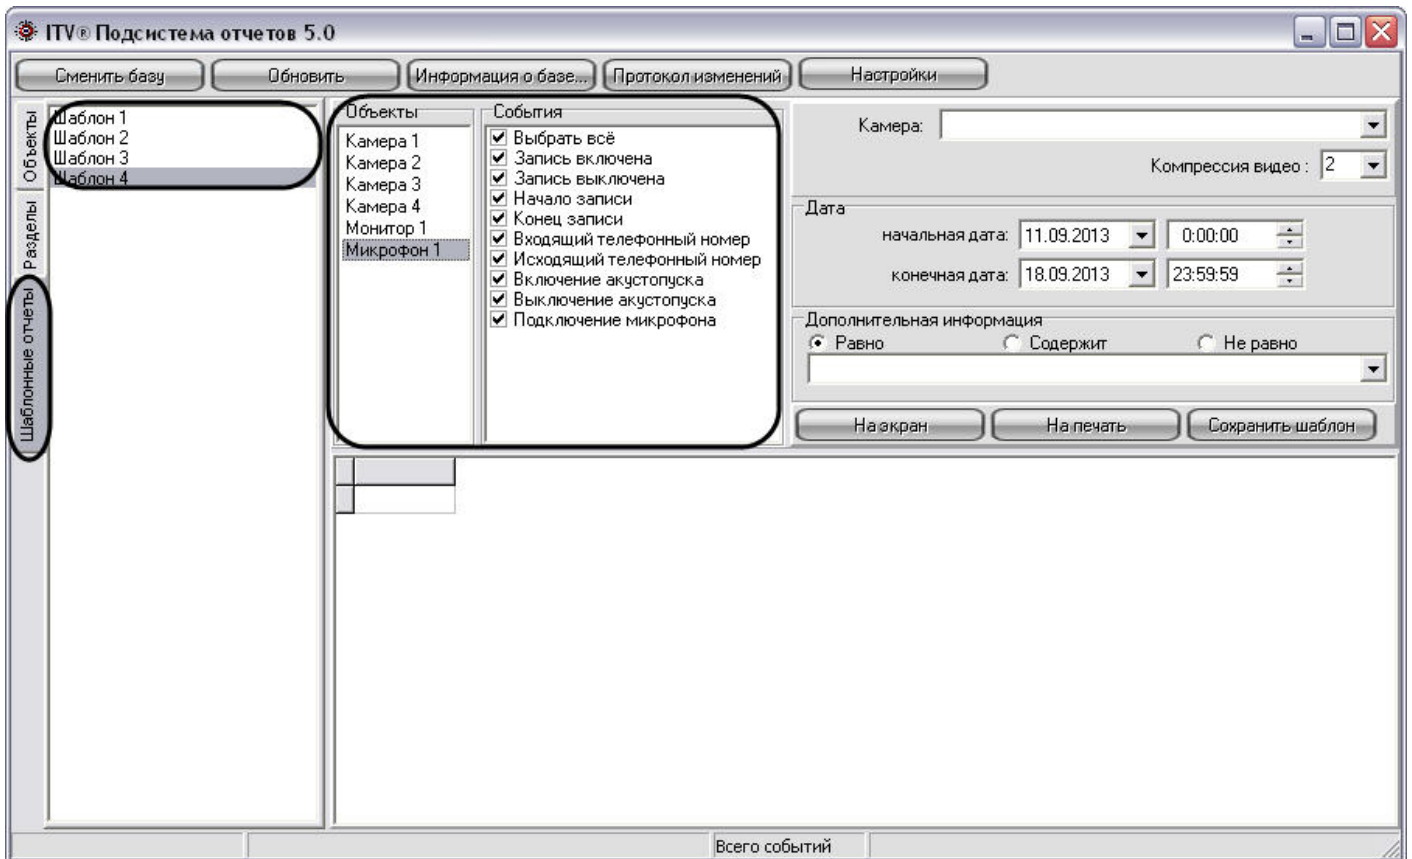 ITV® Подсистема отчетов 5.0
Сменить базу Обновить Информация о базе... Протокол изменений Настройки
Объекты
Разделы
Шаблонные отчеты
Шаблон 1
Шаблон 2
Шаблон 3
Шаблон 4
Объекты
Камера 1
Камера 2
Камера 3
Камера 4
Монитор 1
Микрофон 1
События
Выбрать всё
Запись включена
Запись выключена
Начало записи
Конец записи
Входящий телефонный номер
Исходящий телефонный номер
Включение акустопуска
Выключение акустопуска
Подключение микрофона
Камера:
Компрессия видео : 2
Дата
начальная дата: 11.09.2013 0:00:00
конечная дата: 18.09.2013 23:59:59
Дополнительная информация
Равно Содержит Не равно
На экран На печать Сохранить шаблон
Всего событий